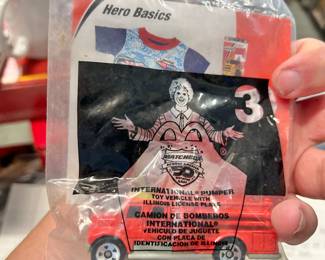 Hero Basics
3
MATCHBOX
INTERNATIONAL® PUMPER
TOY VEHICLE WITH
ILLINOIS LICENSE PLATE
CAMION DE BOMBEROS
INTERNATIONAL®
VEHICULO DE JUGUETE
CON PLACA DE
IDENTIFICACION DE ILLINOIS